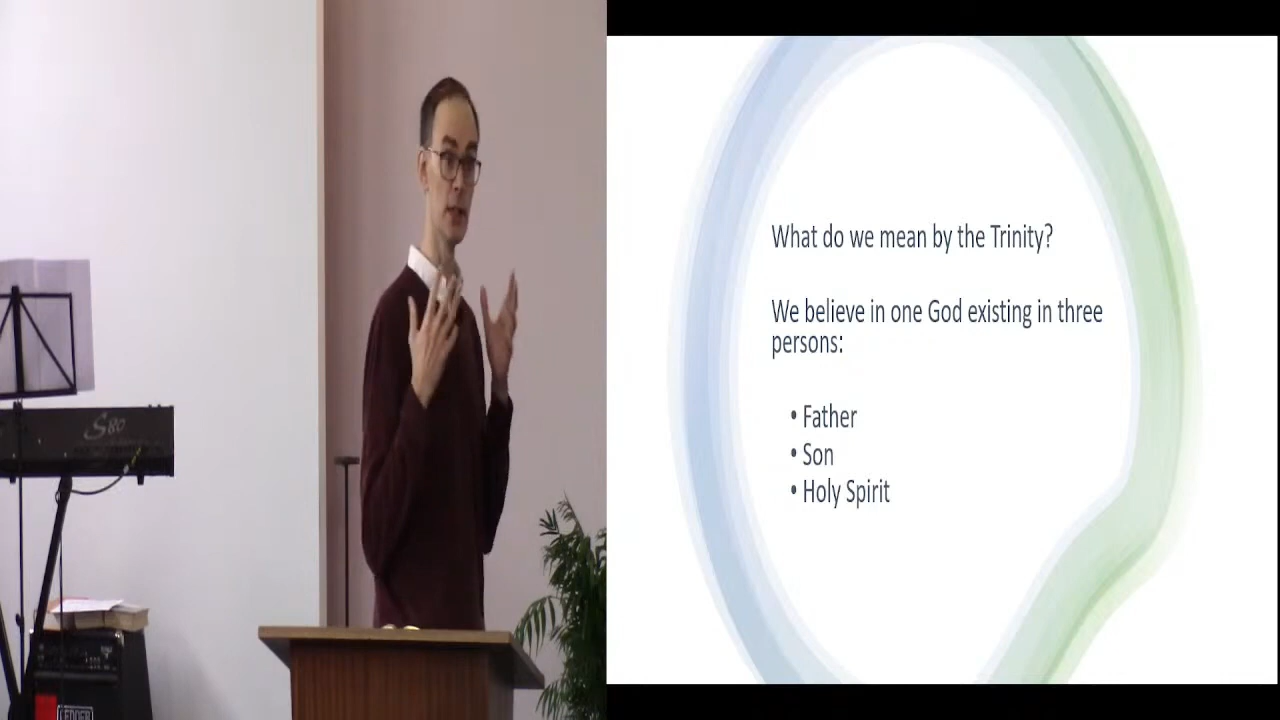 What do we mean by the Trinity?
We believe in one God existing in three
persons:
• Father
• Son
• Holy Spirit
S80
LEDGER